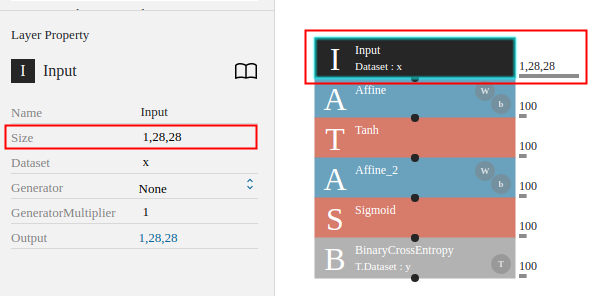 Layer Property
I Input
Name Input
Size 1,28,28
Dataset x
Generator None
GeneratorMultiplier 1
Output 1,28,28
I Input
Dataset : x
1,28,28
A Affine W b
100
T Tanh
100
A Affine_2 W b
100
S Sigmoid
100
B BinaryCrossEntropy
T.Dataset : y T
100